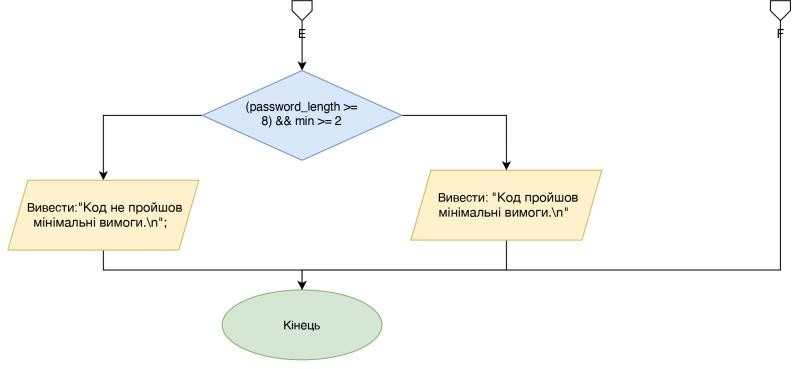 E
F
(password_length >=
8) && min >= 2
Вивести:"Код не пройшов
мінімальні вимоги.\n";
Вивести: "Код пройшов
мінімальні вимоги.\n"
Кінець